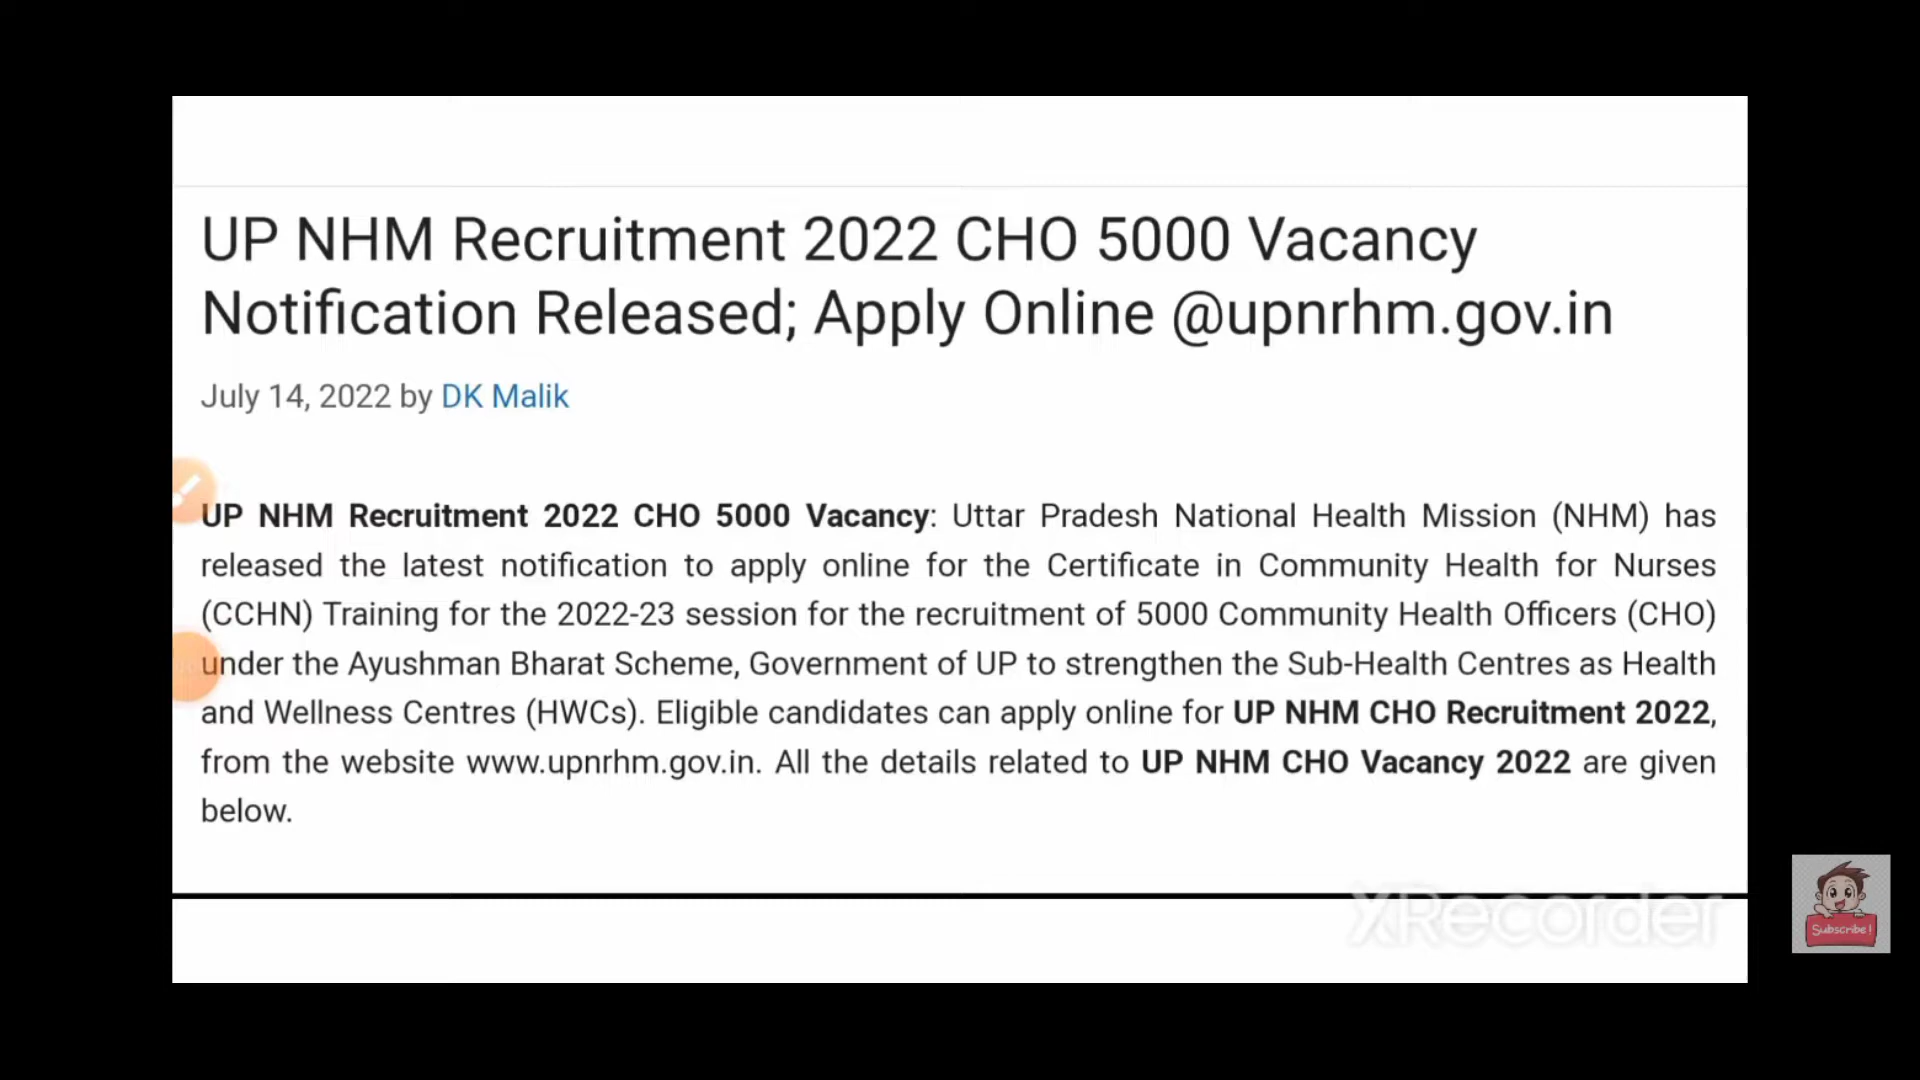 UP NHM Recruitment 2022 CHO 5000 Vacancy
Notification Released; Apply Online @upnrhm.gov.in
July 14, 2022 by DK Malik
UP NHM Recruitment 2022 CHO 5000 Vacancy: Uttar Pradesh National Health Mission (NHM) has
released the latest notification to apply online for the Certificate in Community Health for Nurses
(CCHN) Training for the 2022-23 session for the recruitment of 5000 Community Health Officers (CHO)
under the Ayushman Bharat Scheme, Government of UP to strengthen the Sub-Health Centres as Health
and Wellness Centres (HWCs). Eligible candidates can apply online for UP NHM CHO Recruitment 2022,
from the website www.upnrhm.gov.in. All the details related to UP NHM CHO Vacancy 2022 are given
below.
XRecorder
Subscribe!